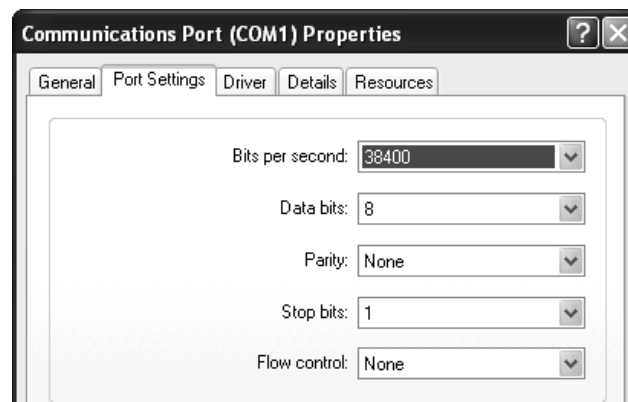 Communications Port (COM1) Properties
General Port Settings Driver Details Resources
Bits per second: 38400
Data bits: 8
Parity: None
Stop bits: 1
Flow control: None